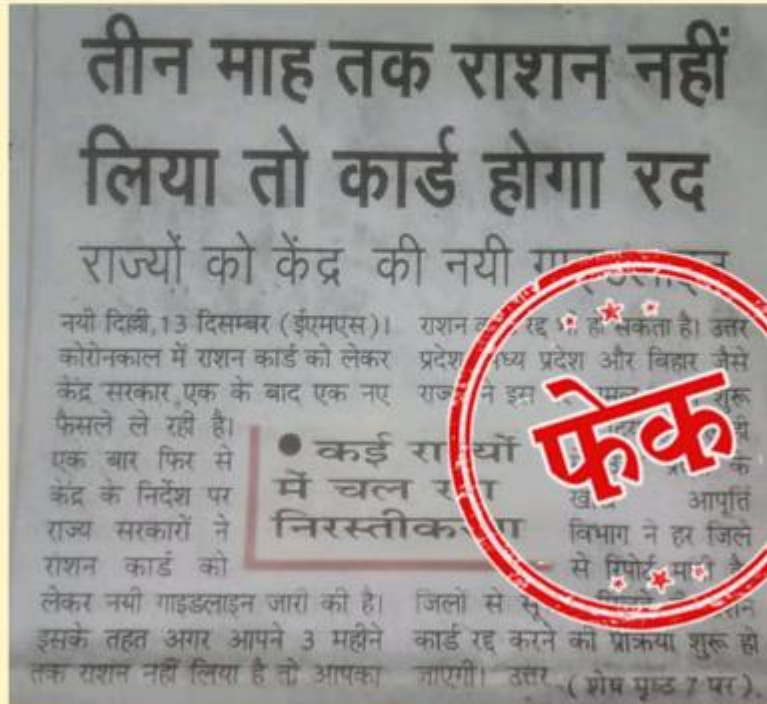 तीन माह तक राशन नहीं
लिया तो कार्ड होगा रद
राज्यों को केंद्र की नयी
नयी दिल्ली,13 दिसम्बर (ईएमएस)।
कोरोनकाल में राशन कार्ड को लेकर
केंद्र सरकार एक के बाद एक नए
फैसले ले रही है।
एक बार फिर से
केंद्र के निर्देश पर
राज्य सरकारों ने
राशन कार्ड को
लेकर नयी गाइडलाइन जारी की है।
इसके तहत अगर आपने 3 महीने
तक राशन नहीं लिया है तो आपका
● कई राज्यों
में चल रहा
निरस्तीकरण
राशन रद्द हो सकता है। उत्तर
प्रदेश, मध्य प्रदेश और बिहार जैसे
इस शुरू
के
आपूर्ति
विभाग ने हर जिले
से रिपोर्ट मांगी है
जिलों से
कार्ड रद्द करने की प्रक्रिया शुरू हो
जाएगी। उत्तर (शेष पृष्ठ 7 पर)
फेक